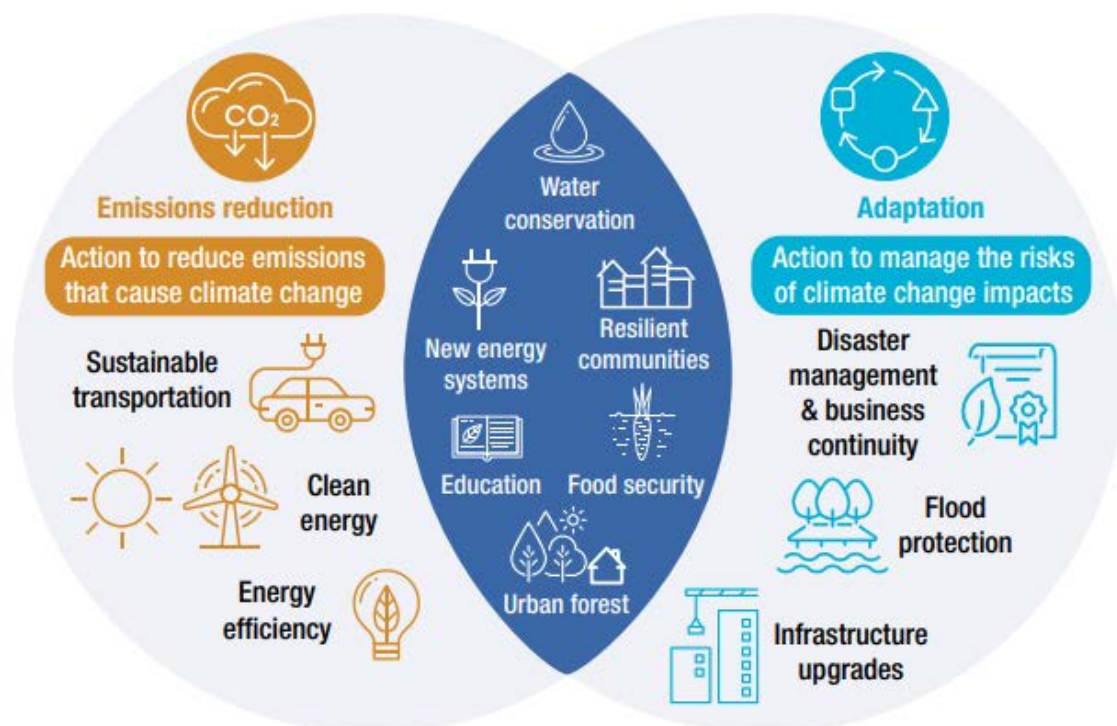 CO₂
Emissions reduction
Action to reduce emissions
that cause climate change
Sustainable
transportation
Clean
energy
Energy
efficiency
Water
conservation
New energy
systems
Resilient
communities
Education
Food security
Urban forest
Adaptation
Action to manage the risks
of climate change impacts
Disaster
management
& business
continuity
Flood
protection
Infrastructure
upgrades